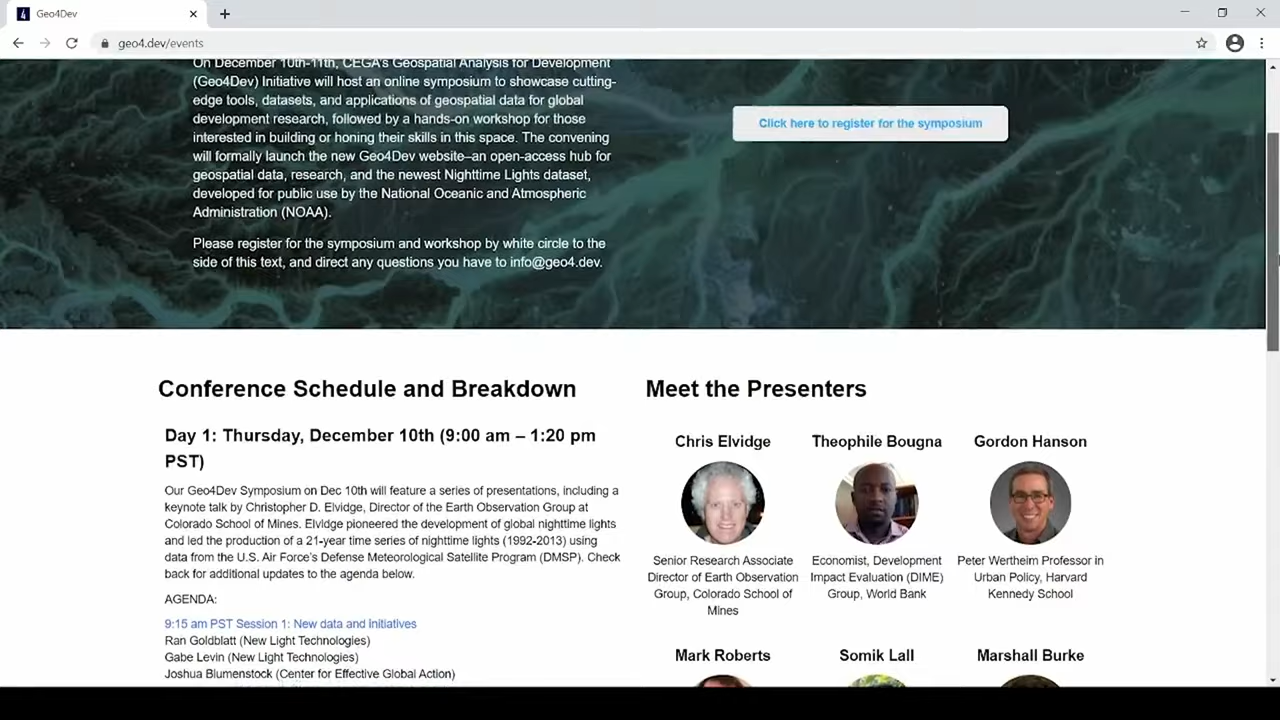 Geo4Dev
geo4.dev/events
On December 10th-11th, CEGA's Geospatial Analysis for Development
(Geo4Dev) Initiative will host an online symposium to showcase cutting-
edge tools, datasets, and applications of geospatial data for global
development research, followed by a hands-on workshop for those
interested in building or honing their skills in this space. The convening
will formally launch the new Geo4Dev website–an open-access hub for
geospatial data, research, and the newest Nighttime Lights dataset,
developed for public use by the National Oceanic and Atmospheric
Administration (NOAA).
Please register for the symposium and workshop by white circle to the
side of this text, and direct any questions you have to info@geo4.dev.
Click here to register for the symposium
Conference Schedule and Breakdown
Day 1: Thursday, December 10th (9:00 am – 1:20 pm
PST)
Our Geo4Dev Symposium on Dec 10th will feature a series of presentations, including a
keynote talk by Christopher D. Elvidge, Director of the Earth Observation Group at
Colorado School of Mines. Elvidge pioneered the development of global nighttime lights
and led the production of a 21-year time series of nighttime lights (1992-2013) using
data from the U.S. Air Force's Defense Meteorological Satellite Program (DMSP). Check
back for additional updates to the agenda below.
AGENDA:
9:15 am PST Session 1: New data and initiatives
Ran Goldblatt (New Light Technologies)
Gabe Levin (New Light Technologies)
Joshua Blumenstock (Center for Effective Global Action)
Meet the Presenters
Chris Elvidge
Senior Research Associate
Director of Earth Observation
Group, Colorado School of
Mines
Theophile Bougna
Economist, Development
Impact Evaluation (DIME)
Group, World Bank
Gordon Hanson
Peter Wertheim Professor in
Urban Policy, Harvard
Kennedy School
Mark Roberts
Somik Lall
Marshall Burke